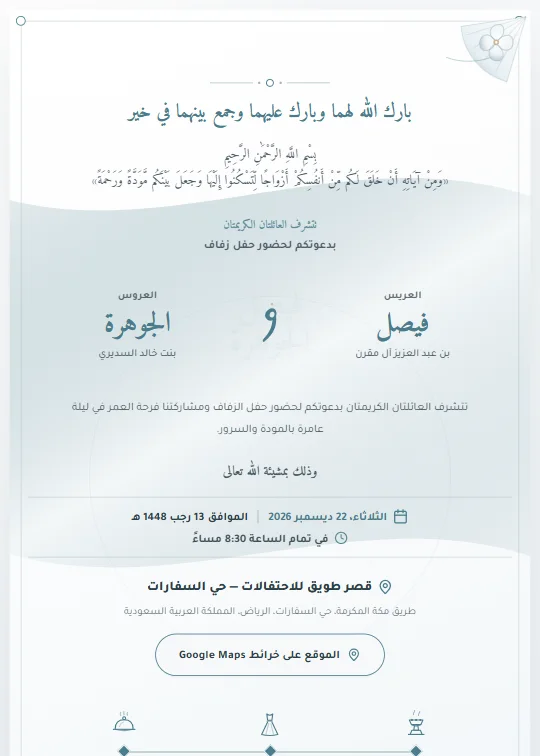 بارك الله لهما وبارك عليهما وجمع بينهما في خير
بِسْمِ اللَّهِ الرَّحْمَٰنِ الرَّحِيمِ
«وَمِنْ آيَاتِهِ أَنْ خَلَقَ لَكُم مِّنْ أَنفُسِكُمْ أَزْوَاجًا لِّتَسْكُنُوا إِلَيْهَا وَجَعَلَ بَيْنَكُم مَّوَدَّةً وَرَحْمَةً»
تتشرف العائلتان الكريمتان
بدعوتكم لحضور حفل زفاف
العريس
فيصل
بن عبد العزيز آل مقرن
و
العروس
الجوهرة
بنت خالد السديري
تتشرف العائلتان الكريمتان بدعوتكم لحضور حفل الزفاف ومشاركتنا فرحة العمر في ليلة
عامرة بالمودة والسرور.
وذلك بمشيئة الله تعالى
الثلاثاء، 22 ديسمبر 2026 | الموافق 13 رجب 1448 هـ
في تمام الساعة 8:30 مساءً
قصر طويق للاحتفالات – حي السفارات
طريق مكة المكرمة، حي السفارات، الرياض، المملكة العربية السعودية
الموقع على خرائط Google Maps